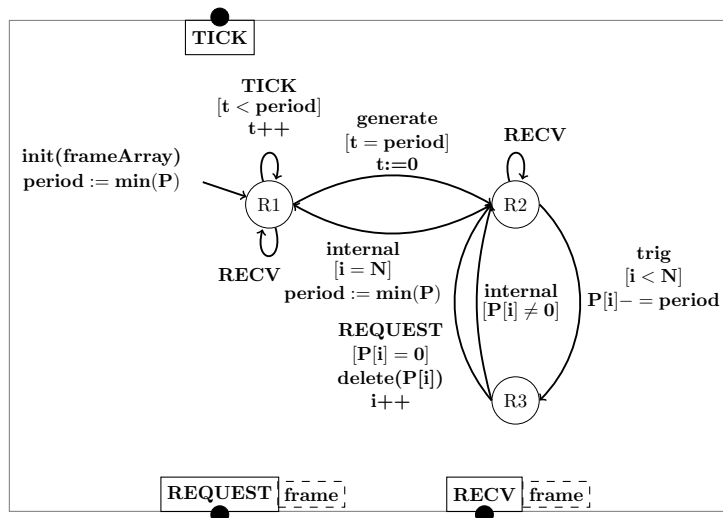 TICK
TICK
[t < period]
t++
generate
[t = period]
t:=0
RECV
init(frameArray)
period := min(P)
R1
R2
RECV
internal
[i = N]
period := min(P)
trig
[i < N]
P[i]− = period
internal
[P[i] ≠ 0]
REQUEST
[P[i] = 0]
delete(P[i])
i++
R3
REQUEST frame
RECV frame